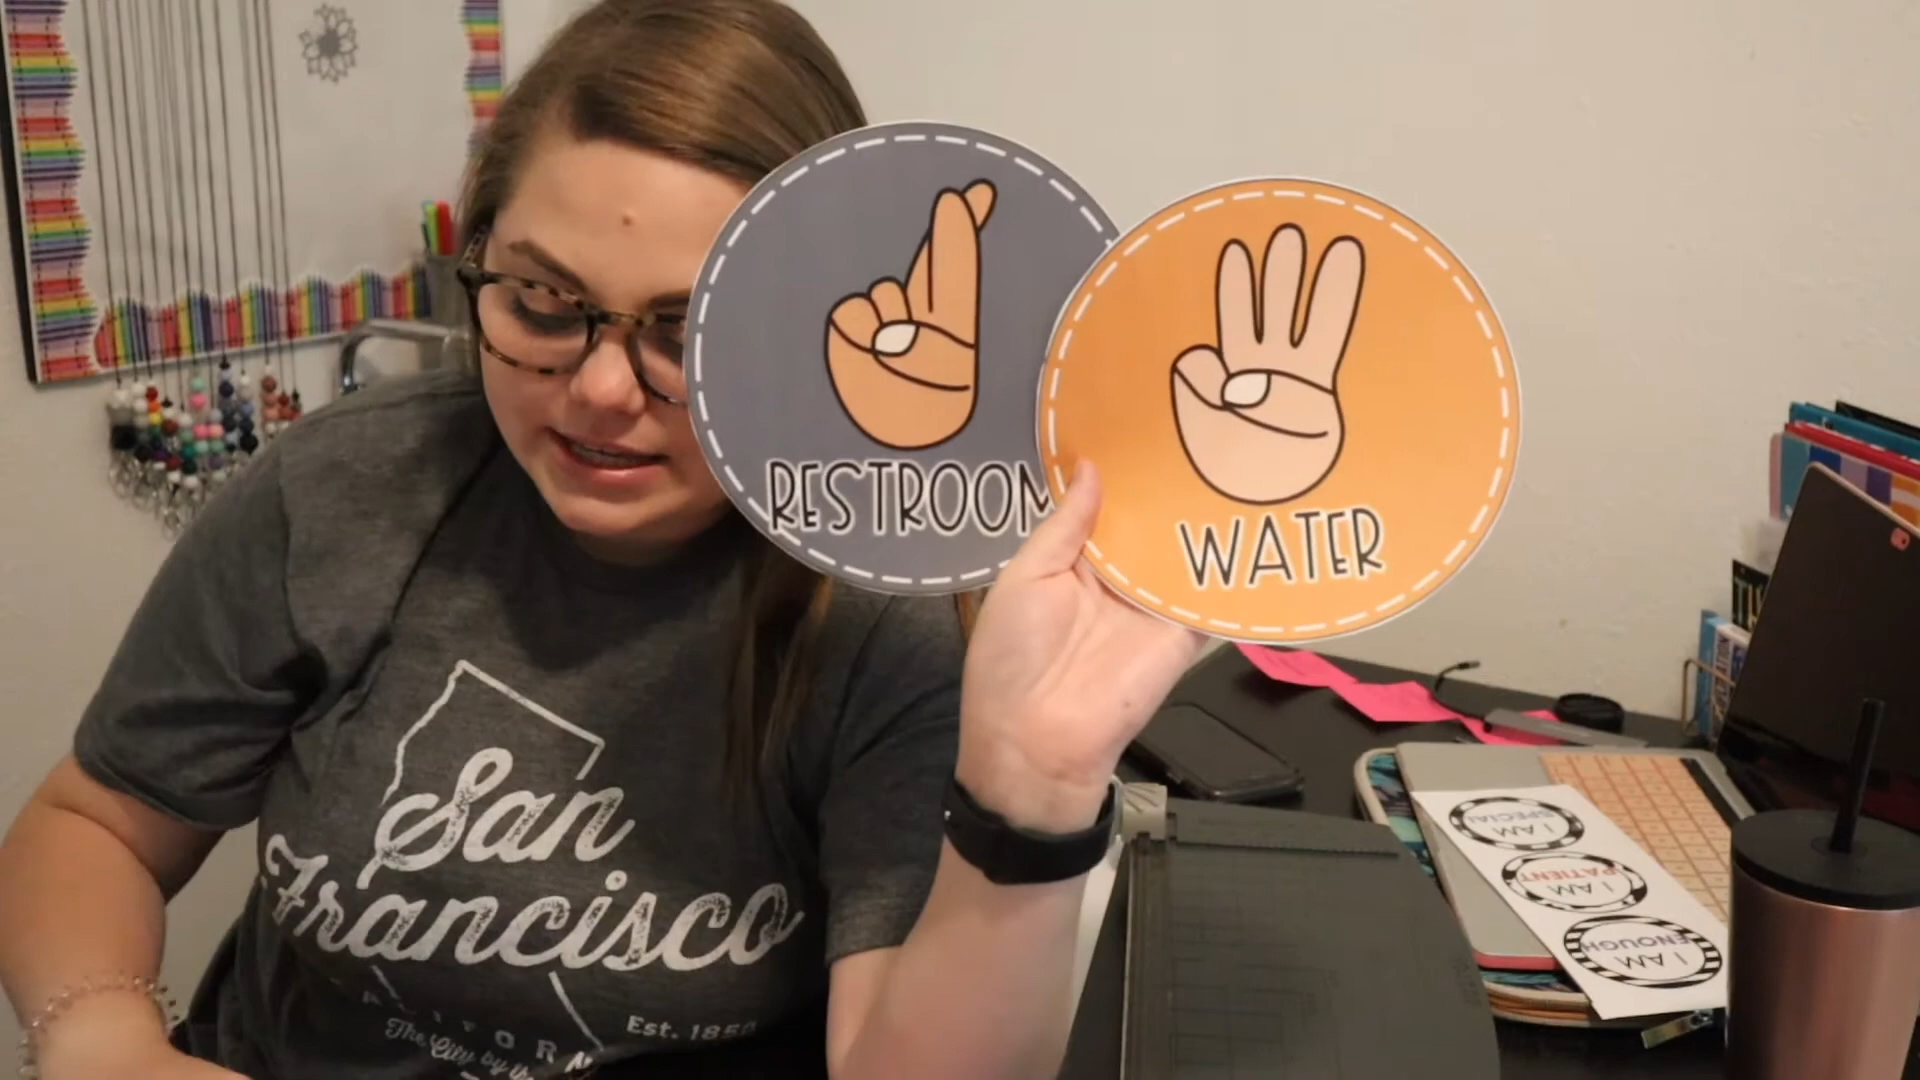 RESTROOM
WATER
San
Francisco
Est. 1850
The City by the
I AM
SPECIAL
I AM
PATIENT
I AM
ENOUGH